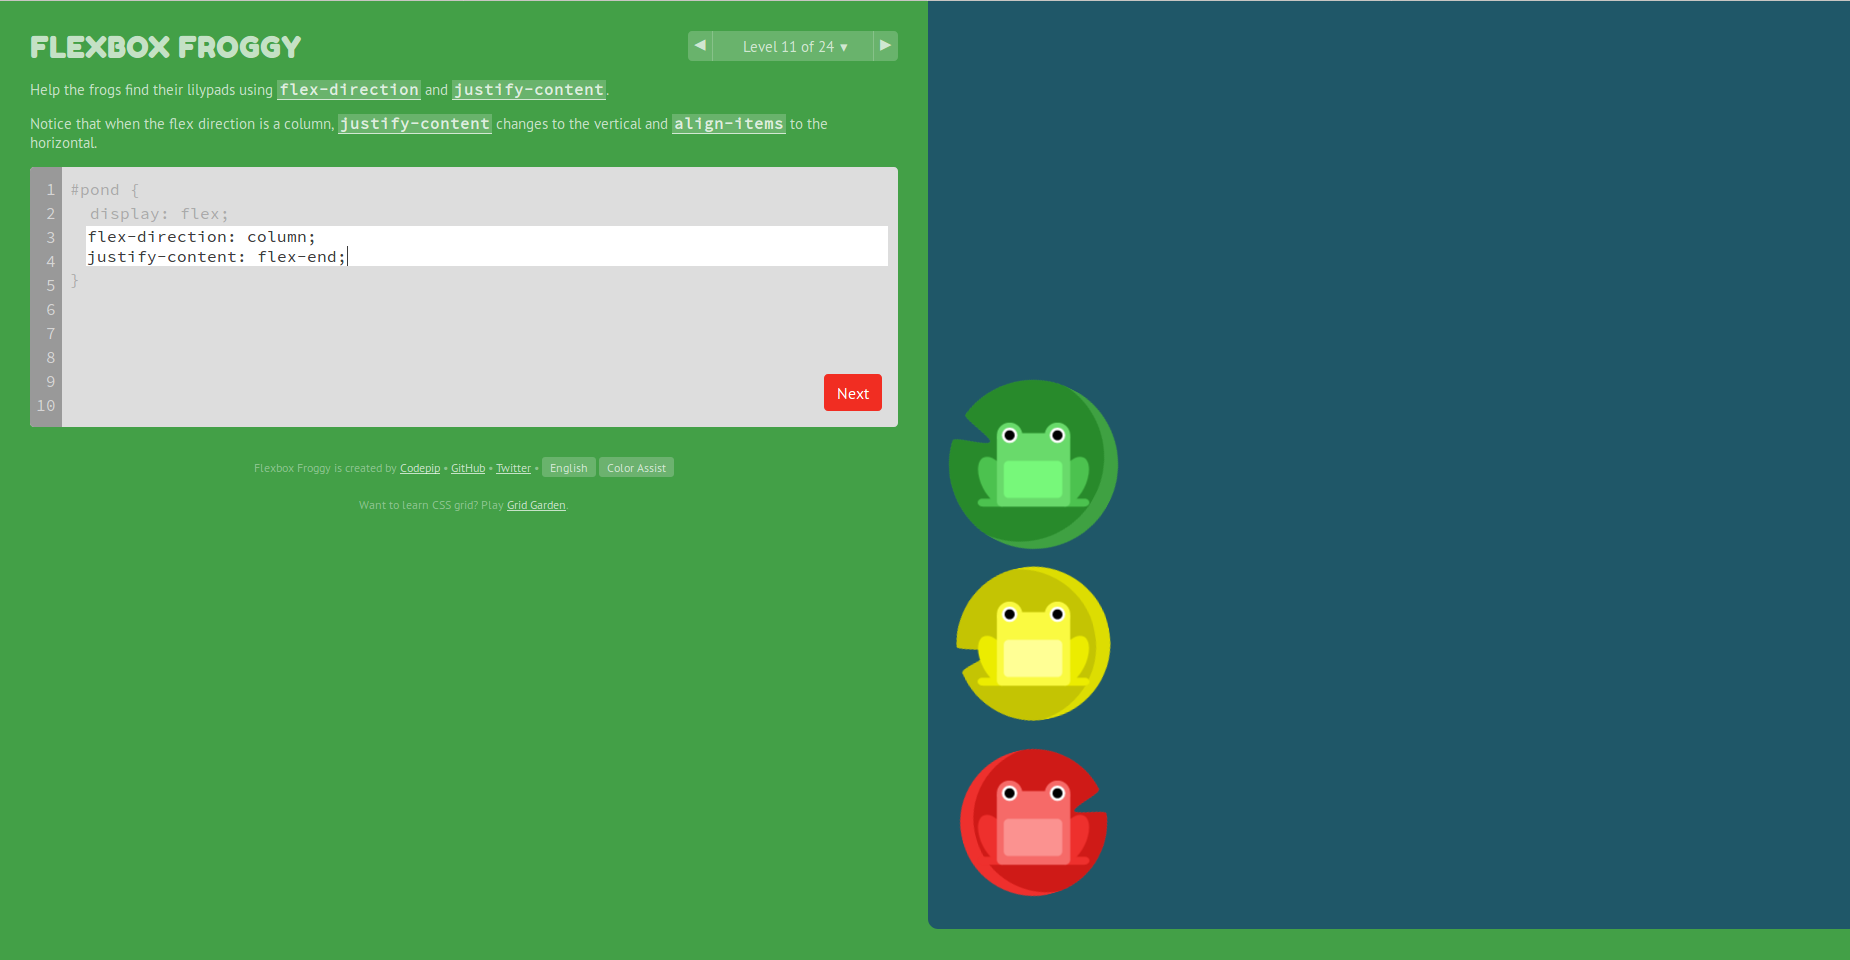 FLEXBOX FROGGY
◀ Level 11 of 24 ▾ ▶
Help the frogs find their lilypads using flex-direction and justify-content.
Notice that when the flex direction is a column, justify-content changes to the vertical and align-items to the
horizontal.
1 #pond {
2 display: flex;
3 flex-direction: column;
4 justify-content: flex-end;
5 }
6
7
8
9
10
Next
Flexbox Froggy is created by Codepip • GitHub • Twitter • English Color Assist
Want to learn CSS grid? Play Grid Garden.